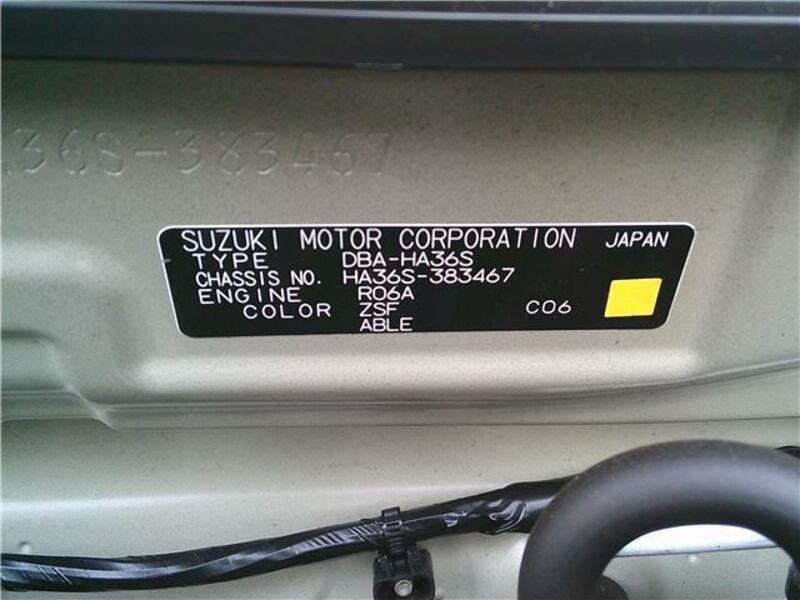 36S-383467
SUZUKI MOTOR CORPORATION JAPAN
TYPE DBA-HA36S
CHASSIS NO. HA36S-383467
ENGINE R06A
COLOR ZSF C06
ABLE